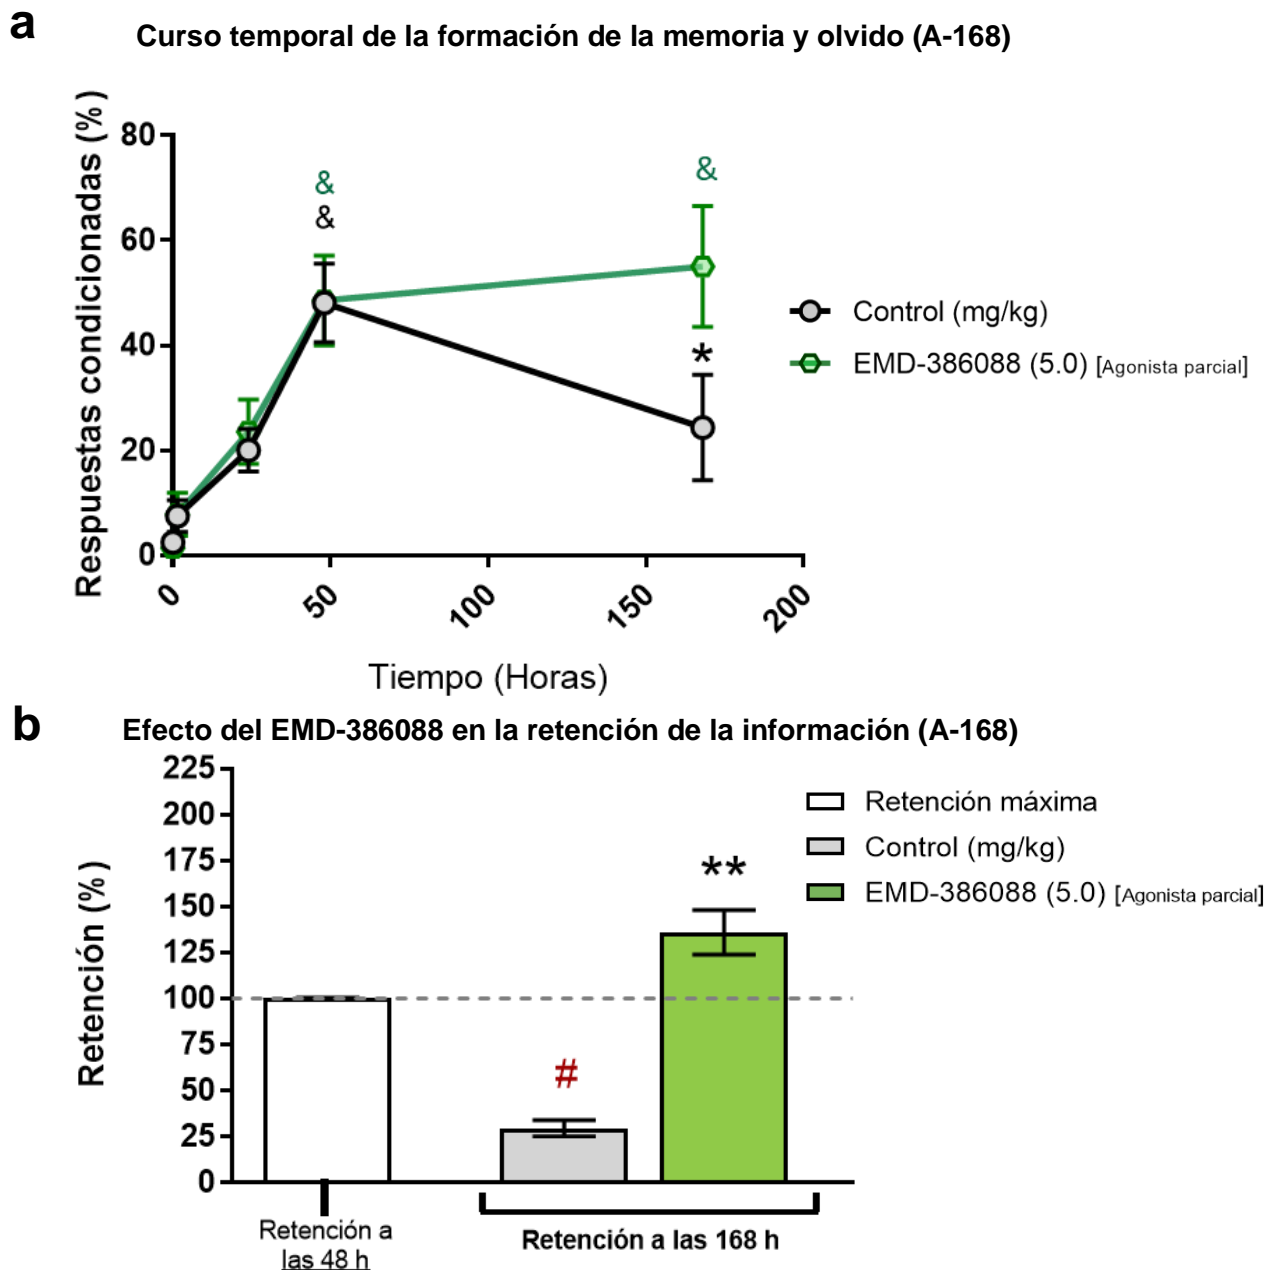 a
Curso temporal de la formación de la memoria y olvido (A-168)
Respuestas condicionadas (%)
80
60
40
20
0
&
&
&
*
0
50
100
150
200
Tiempo (Horas)
Control (mg/kg)
EMD-386088 (5.0) [Agonista parcial]
b
Efecto del EMD-386088 en la retención de la información (A-168)
Retención (%)
225
200
175
150
125
100
75
50
25
0
#
**
Retención máxima
Control (mg/kg)
EMD-386088 (5.0) [Agonista parcial]
Retención a
las 48 h
Retención a las 168 h